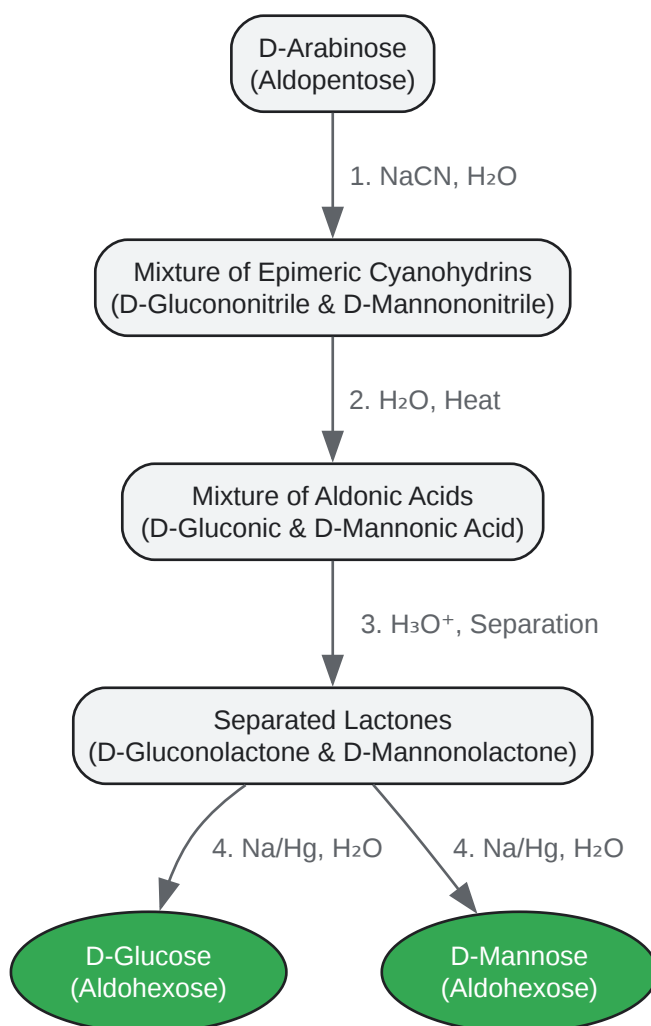 D-Arabinose
(Aldopentose)
1. NaCN, H₂O
Mixture of Epimeric Cyanohydrins
(D-Glucononitrile & D-Mannononitrile)
2. H₂O, Heat
Mixture of Aldonic Acids
(D-Gluconic & D-Mannonic Acid)
3. H₃O⁺, Separation
Separated Lactones
(D-Gluconolactone & D-Mannonolactone)
4. Na/Hg, H₂O
4. Na/Hg, H₂O
D-Glucose
(Aldohexose)
D-Mannose
(Aldohexose)